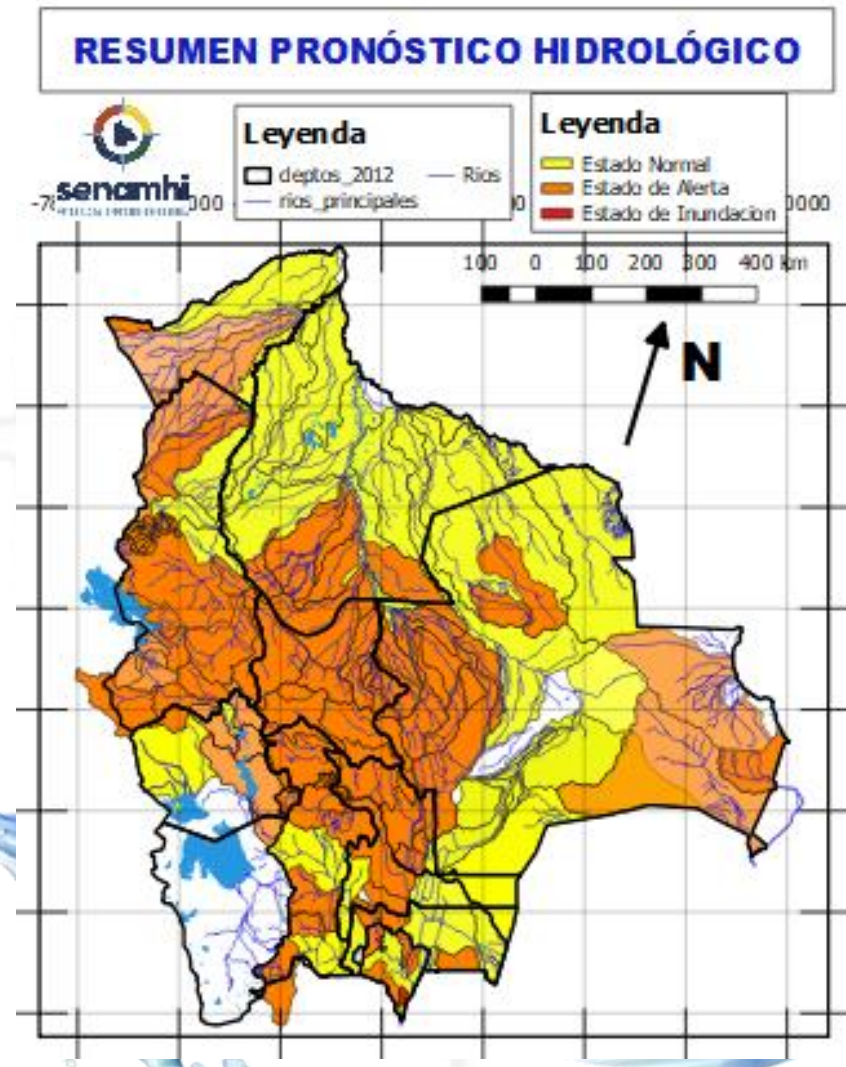 RESUMEN PRONÓSTICO HIDROLÓGICO
senamhi
Leyenda
deptos_2012
Rios
rios_principales
Leyenda
Estado Normal
Estado de Alerta
Estado de Inundacion
100 0 100 200 300 400 km
N